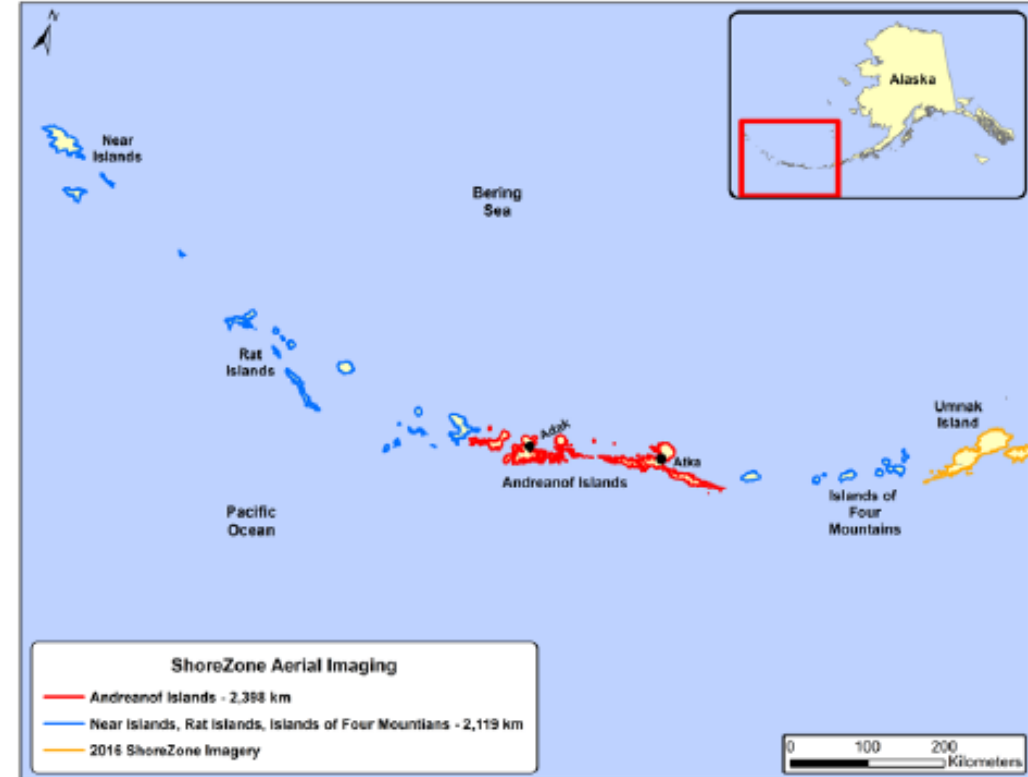 N
Alaska
Near
Islands
Bering
Sea
Rat
Islands
Umnak
Island
Adak
Atka
Andreanof Islands
Islands of
Four
Mountains
Pacific
Ocean
ShoreZone Aerial Imaging
Andreanof Islands - 2,398 km
Near Islands, Rat Islands, Islands of Four Mountians - 2,119 km
2016 ShoreZone Imagery
0 100 200
Kilometers